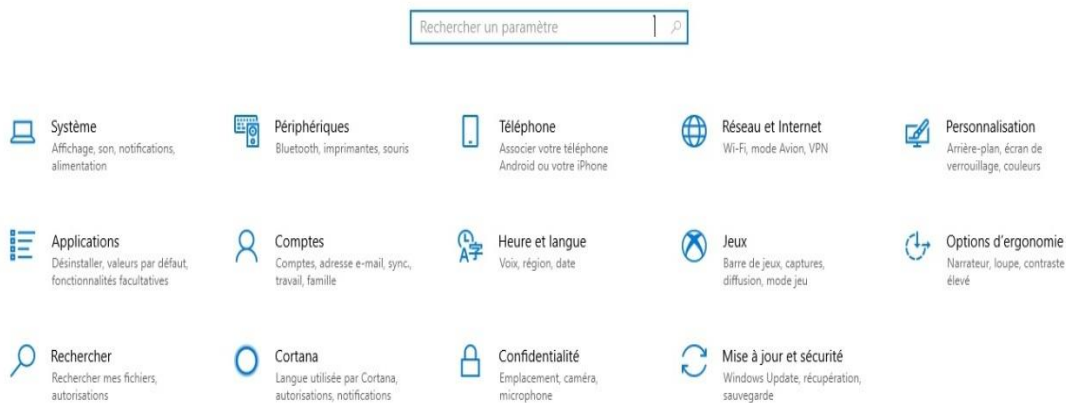 Rechercher un paramètre
Système
Affichage, son, notifications,
alimentation
Périphériques
Bluetooth, imprimantes, souris
Téléphone
Associer votre téléphone
Android ou votre iPhone
Réseau et Internet
Wi-Fi, mode Avion, VPN
Personnalisation
Arrière-plan, écran de
verrouillage, couleurs
Applications
Désinstaller, valeurs par défaut,
fonctionnalités facultatives
Comptes
Comptes, adresse e-mail, sync.,
travail, famille
Heure et langue
Voix, région, date
Jeux
Barre de jeux, captures,
diffusion, mode jeu
Options d'ergonomie
Narrateur, loupe, contraste
élevé
Rechercher
Rechercher mes fichiers,
autorisations
Cortana
Langue utilisée par Cortana,
autorisations, notifications
Confidentialité
Emplacement, caméra,
microphone
Mise à jour et sécurité
Windows Update, récupération,
sauvegarde